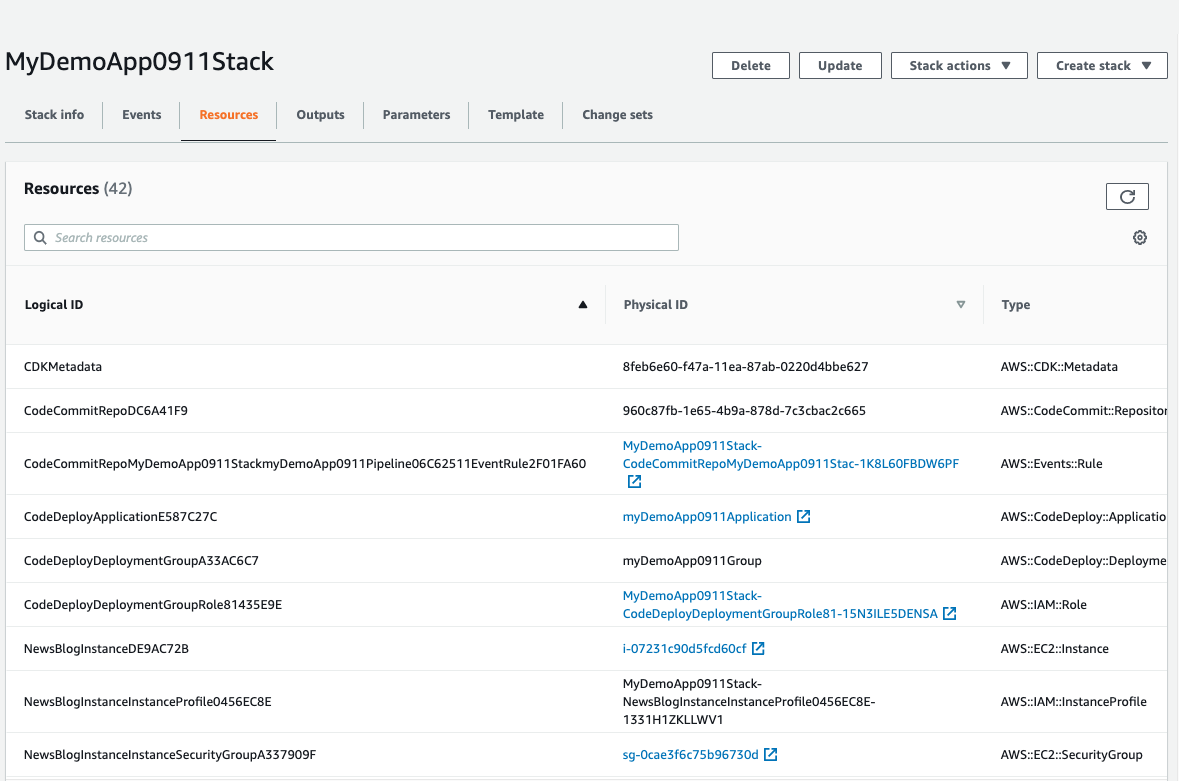 MyDemoApp0911Stack
Delete
Update
Stack actions
Create stack
Stack info
Events
Resources
Outputs
Parameters
Template
Change sets
Resources (42)
Search resources
Logical ID
Physical ID
Type
CDKMetadata
8feb6e60-f47a-11ea-87ab-0220d4bbe627
AWS::CDK::Metadata
CodeCommitRepoDC6A41F9
960c87fb-1e65-4b9a-878d-7c3cbac2c665
AWS::CodeCommit::Repositor
CodeCommitRepoMyDemoApp0911StackmyDemoApp0911Pipeline06C62511EventRule2F01FA60
MyDemoApp0911Stack-
CodeCommitRepoMyDemoApp0911Stac-1K8L60FBDW6PF
AWS::Events::Rule
CodeDeployApplicationE587C27C
myDemoApp0911Application
AWS::CodeDeploy::Applicatio
CodeDeployDeploymentGroupA33AC6C7
myDemoApp0911Group
AWS::CodeDeploy::Deployme
CodeDeployDeploymentGroupRole81435E9E
MyDemoApp0911Stack-
CodeDeployDeploymentGroupRole81-15N3ILE5DENSA
AWS::IAM::Role
NewsBlogInstanceDE9AC72B
i-07231c90d5fcd60cf
AWS::EC2::Instance
NewsBlogInstanceInstanceProfile0456EC8E
MyDemoApp0911Stack-
NewsBlogInstanceInstanceProfile0456EC8E-
1331H1ZKLLWV1
AWS::IAM::InstanceProfile
NewsBlogInstanceInstanceSecurityGroupA337909F
sg-0cae3f6c75b96730d
AWS::EC2::SecurityGroup